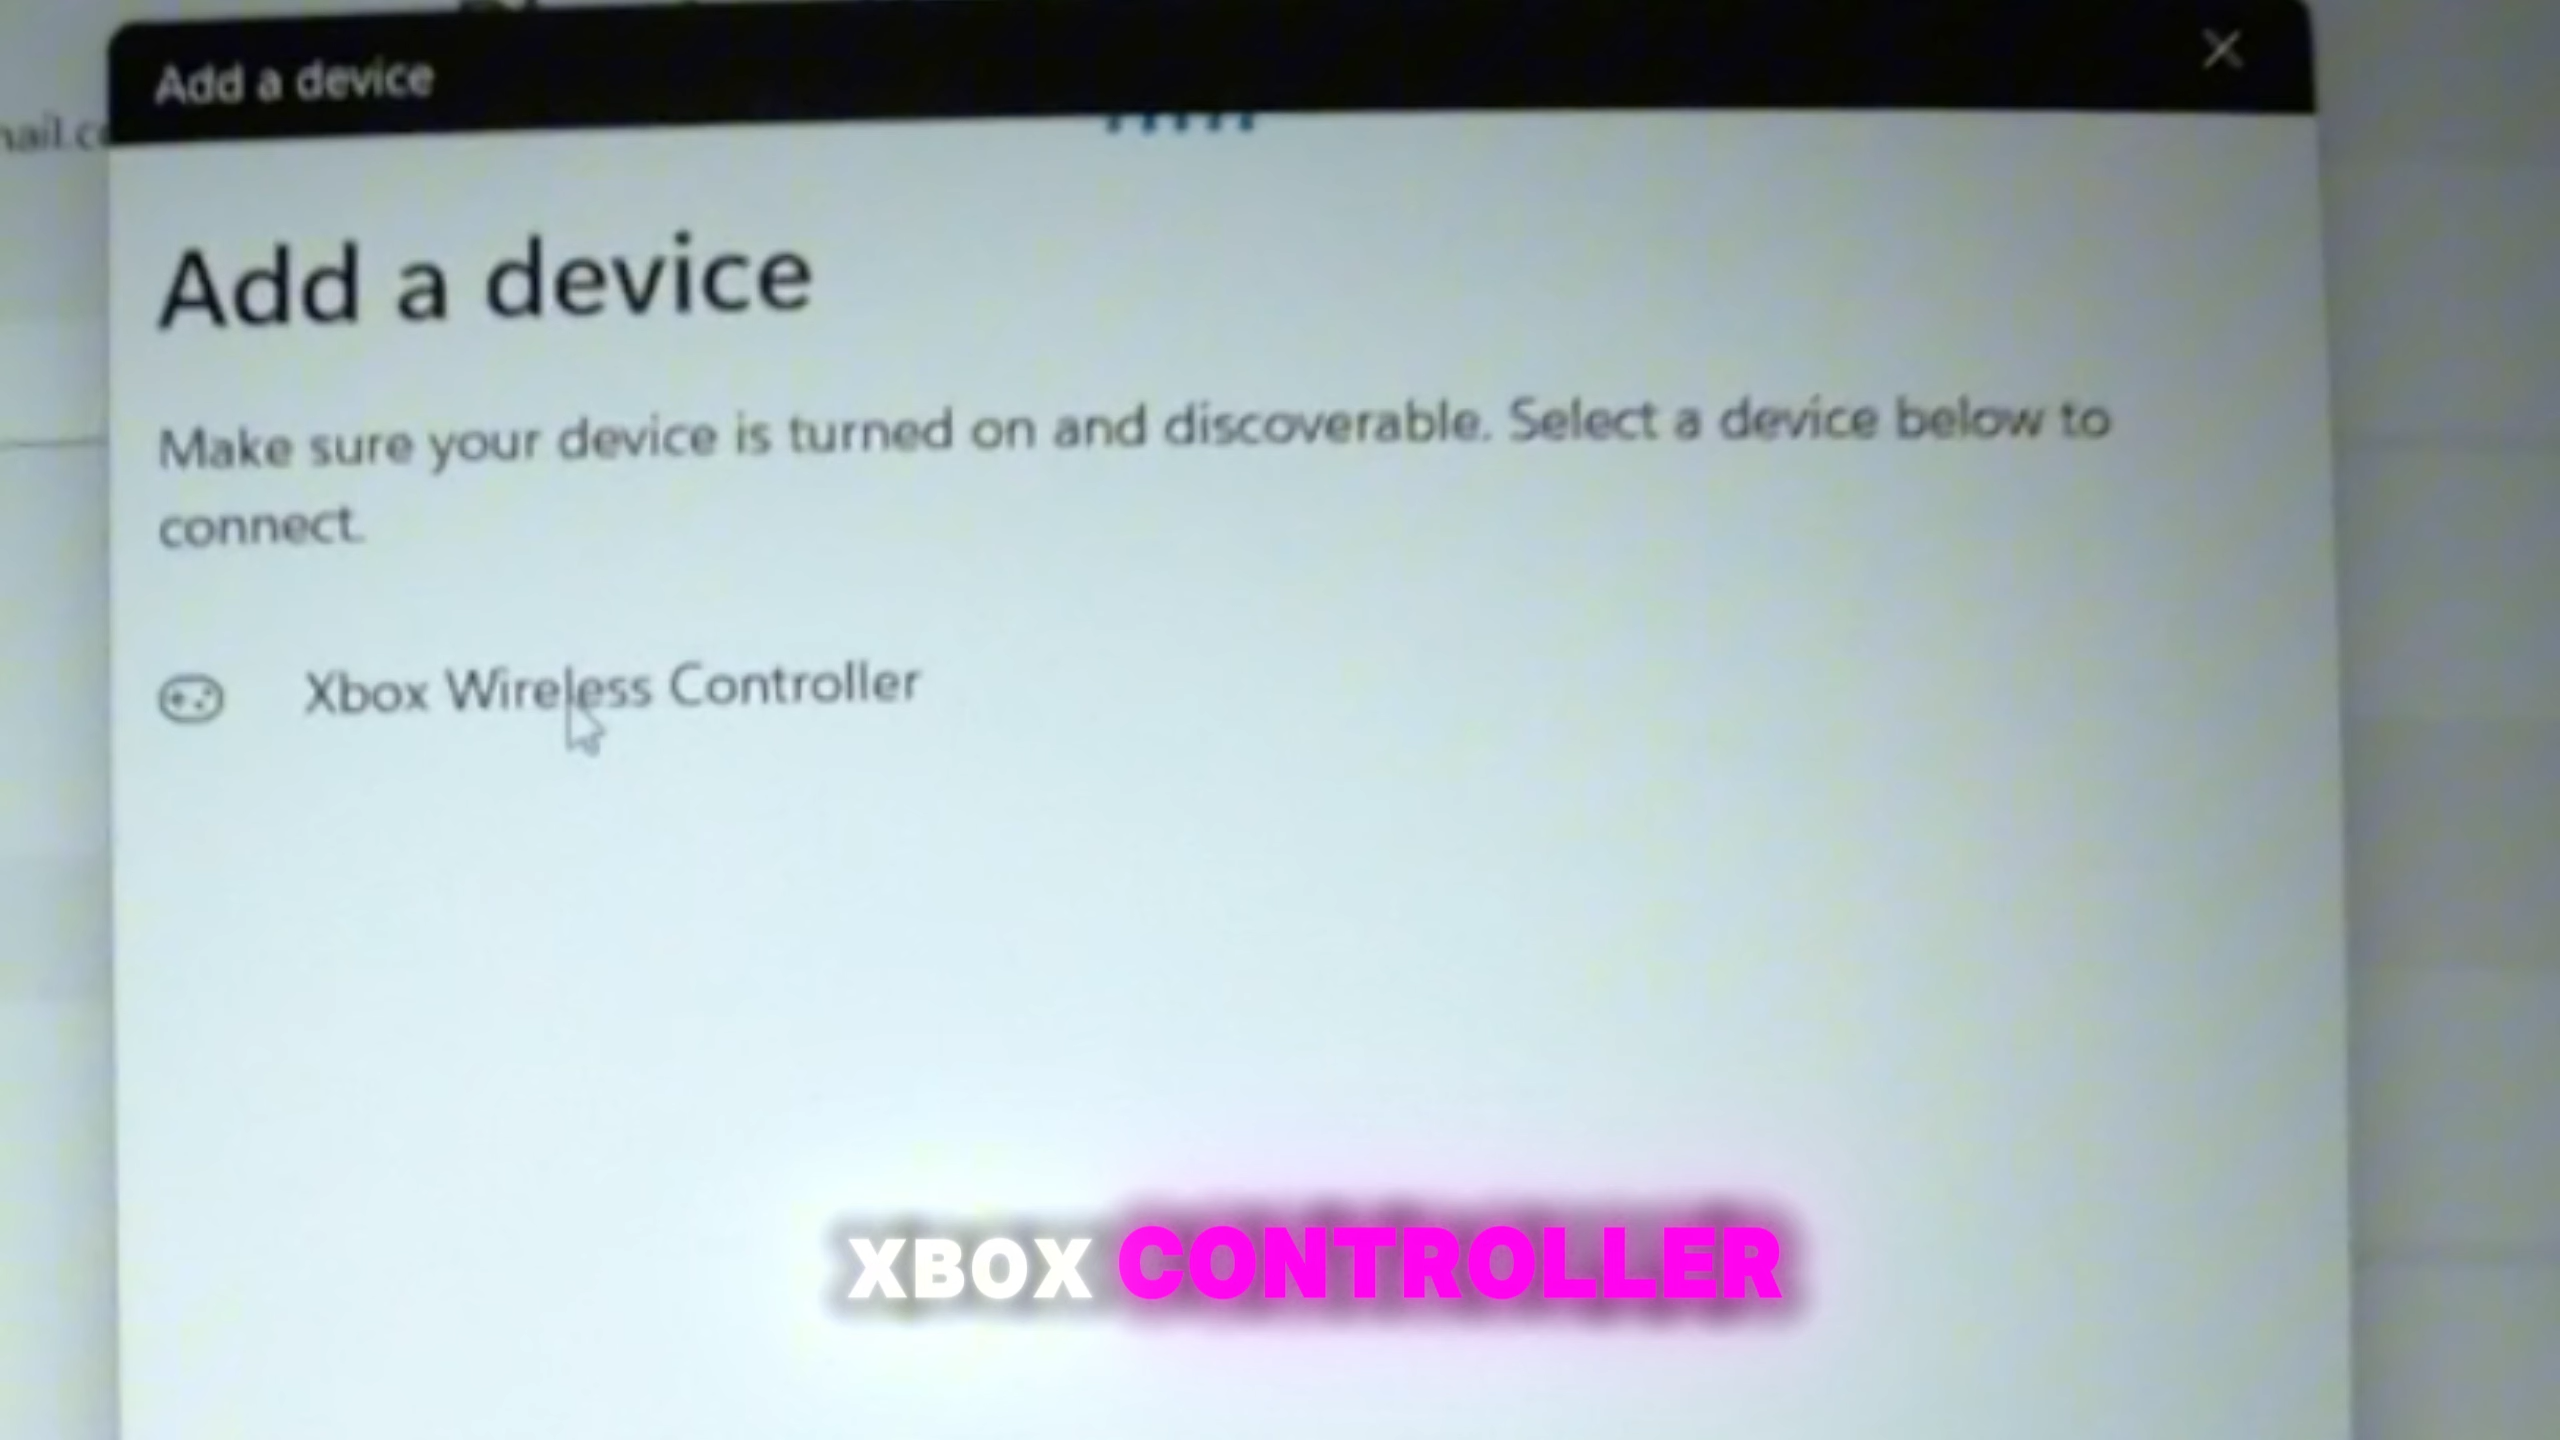 Add a device
Add a device
Make sure your device is turned on and discoverable. Select a device below to
connect.
Xbox Wireless Controller
XBOX CONTROLLER